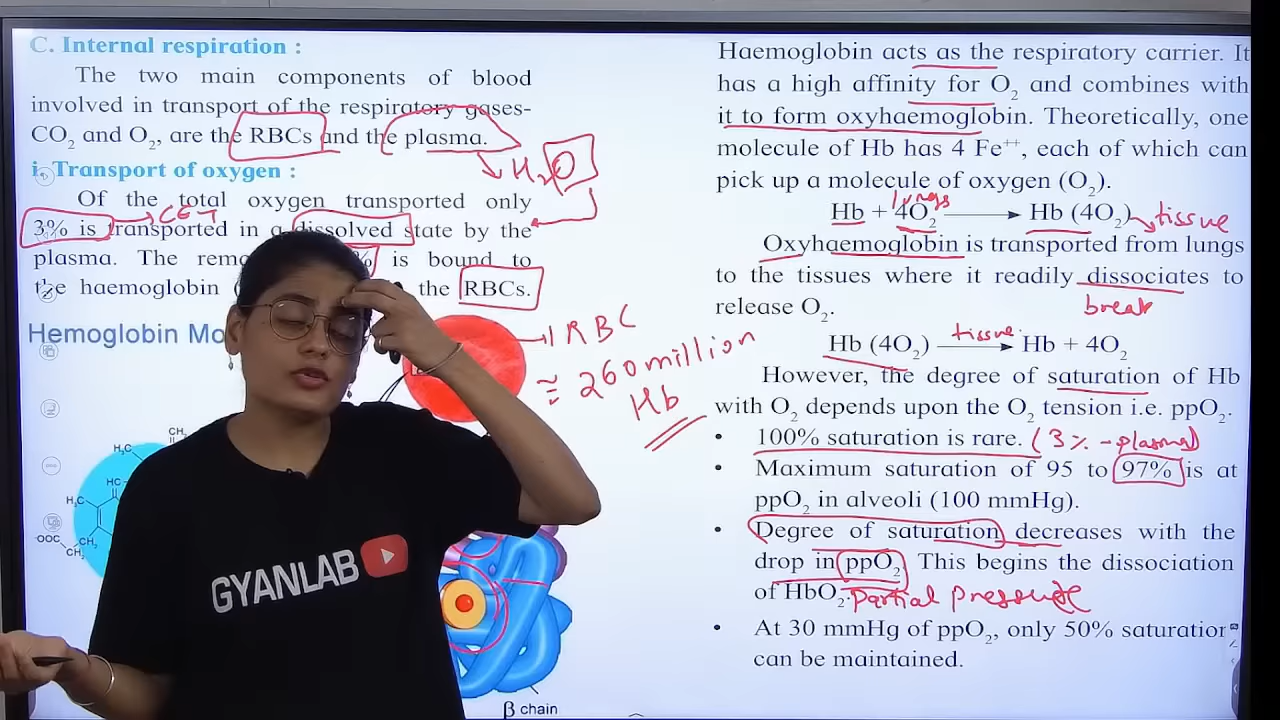 C. Internal respiration :
The two main components of blood
involved in transport of the respiratory gases-
CO2 and O2, are the RBCs and the plasma.
H2O
i. Transport of oxygen :
Of the total oxygen transported only
CET
3% is transported in a dissolved state by the
plasma. The % is bound to
the haemoglobin the RBCs.
Hemoglobin Mo
RBC
≅ 260 million
Hb
CH
H3C
HC
H3C
-OOC
CH2
CH2
GYANLAB
β chain
Haemoglobin acts as the respiratory carrier. It
has a high affinity for O2 and combines with
it to form oxyhaemoglobin. Theoretically, one
molecule of Hb has 4 Fe++, each of which can
pick up a molecule of oxygen (O2).
lungs
Hb + 4O2 → Hb (4O2) tissue
Oxyhaemoglobin is transported from lungs
to the tissues where it readily dissociates to
release O2. break
tissue
Hb (4O2) → Hb + 4O2
However, the degree of saturation of Hb
with O2 depends upon the O2 tension i.e. ppO2.
• 100% saturation is rare. (3% - plasma)
• Maximum saturation of 95 to 97% is at
ppO2 in alveoli (100 mmHg).
• Degree of saturation decreases with the
drop in ppO2. This begins the dissociation
of HbO2. Partial pressure
• At 30 mmHg of ppO2, only 50% saturation
can be maintained.